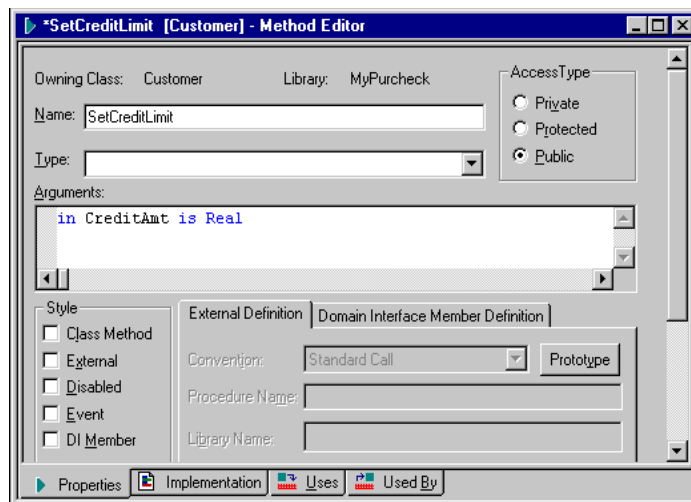 *SetCreditLimit [Customer] - Method Editor
Owning Class: Customer Library: MyPurcheck
AccessType
Private
Protected
Public
Name: SetCreditLimit
Type:
Arguments:
in CreditAmt is Real
Style
Class Method
External
Disabled
Event
DI Member
External Definition Domain Interface Member Definition
Convention: Standard Call Prototype
Procedure Name:
Library Name:
Properties Implementation Uses Used By